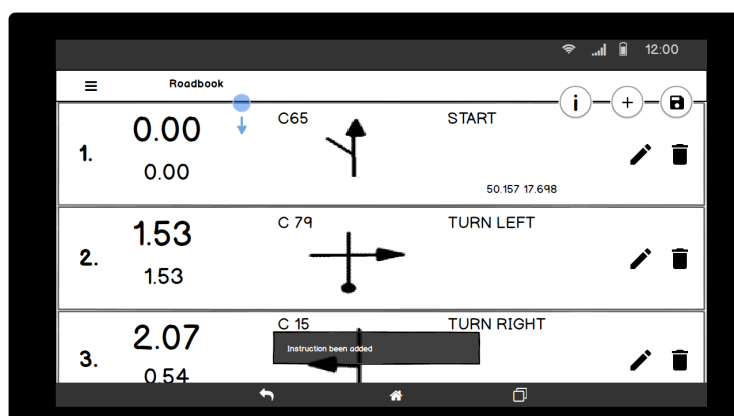 12:00
Roadbook
i
1.
0.00
0.00
C65
START
50.157 17.698
2.
1.53
1.53
C 79
TURN LEFT
3.
2.07
0.54
C 15
TURN RIGHT
Instruction been added